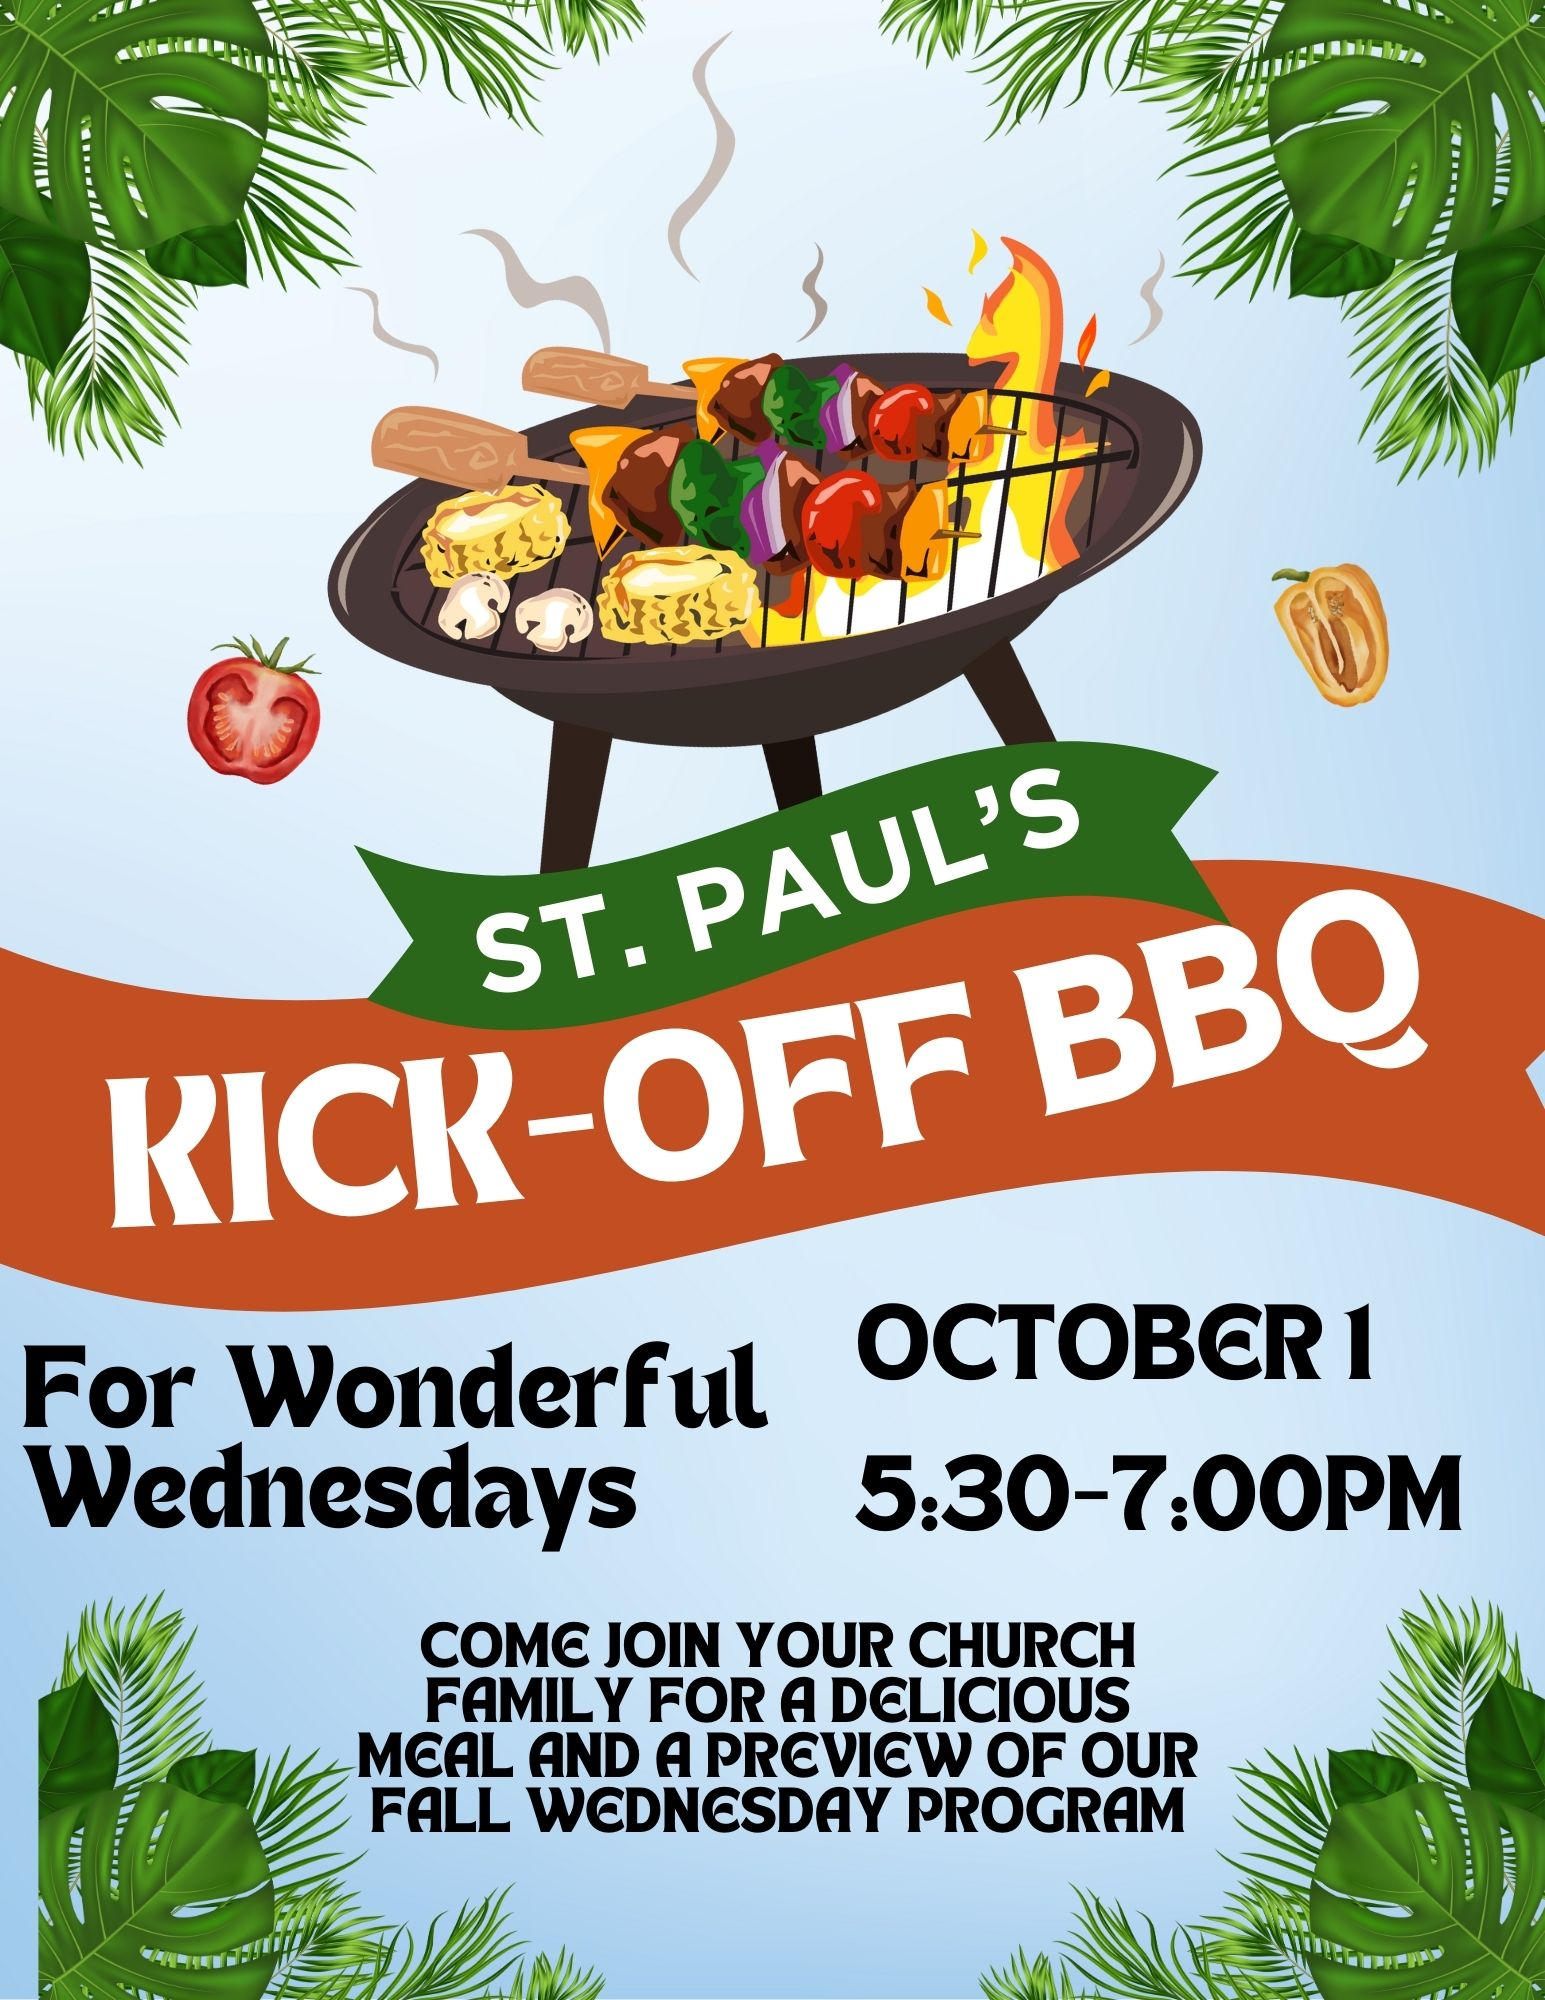 ST. PAUL'S
KICK-OFF BBQ
For Wonderful
Wednesdays
OCTOBER 1
5:30-7:00PM
COME JOIN YOUR CHURCH
FAMILY FOR A DELICIOUS
MEAL AND A PREVIEW OF OUR
FALL WEDNESDAY PROGRAM